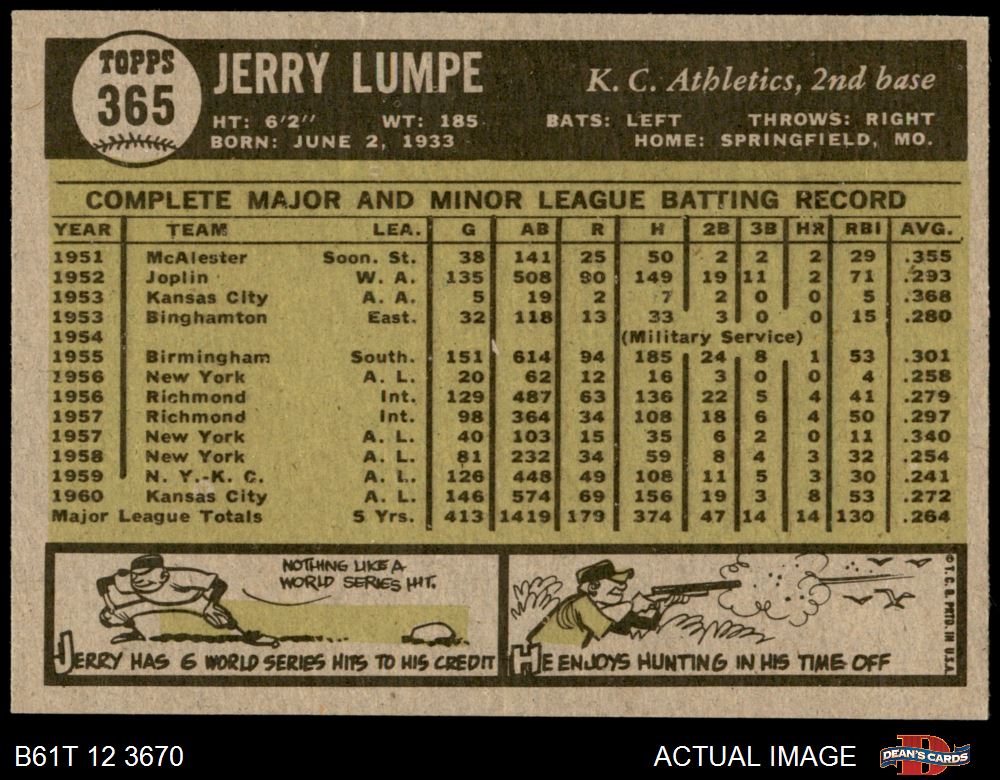 TOPPS
365
JERRY LUMPE
K. C. Athletics, 2nd base
HT: 6'2" WT: 185 BATS: LEFT THROWS: RIGHT
BORN: JUNE 2, 1933 HOME: SPRINGFIELD, MO.
COMPLETE MAJOR AND MINOR LEAGUE BATTING RECORD
YEAR TEAM LEA. G AB R H 2B 3B HR RBI AVG.
1951 McAlester Soon. St. 38 141 25 50 2 2 2 29 .355
1952 Joplin W. A. 135 508 90 149 19 11 2 71 .293
1953 Kansas City A. A. 5 19 2 7 2 0 0 5 .368
1953 Binghamton East. 32 118 13 33 3 0 0 15 .280
1954 (Military Service)
1955 Birmingham South. 151 614 94 185 24 8 1 53 .301
1956 New York A. L. 20 62 12 16 3 0 0 4 .258
1956 Richmond Int. 129 487 63 136 22 5 4 41 .279
1957 Richmond Int. 98 364 34 108 18 6 4 50 .297
1957 New York A. L. 40 103 15 35 6 2 0 11 .340
1958 New York A. L. 81 232 34 59 8 4 3 32 .254
1959 N. Y.-K. C. A. L. 126 448 49 108 11 5 3 30 .241
1960 Kansas City A. L. 146 574 69 156 19 3 8 53 .272
Major League Totals 5 Yrs. 413 1419 179 374 47 14 14 130 .264
NOTHING LIKE A
WORLD SERIES HIT.
JERRY HAS 6 WORLD SERIES HITS TO HIS CREDIT
HE ENJOYS HUNTING IN HIS TIME OFF
© T. C. G. PRTD. IN U.S.A.
B61T 12 3670
ACTUAL IMAGE
DEAN'S CARDS